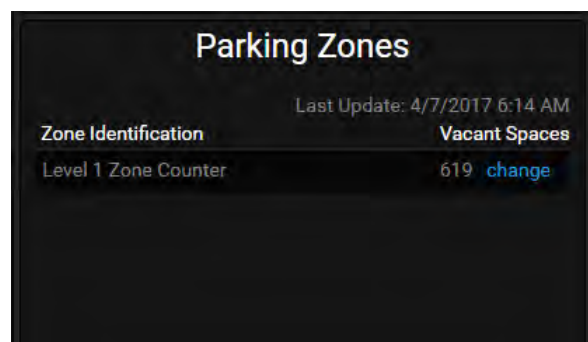 Parking Zones
Last Update: 4/7/2017 6:14 AM
Zone Identification Vacant Spaces
Level 1 Zone Counter 619 change